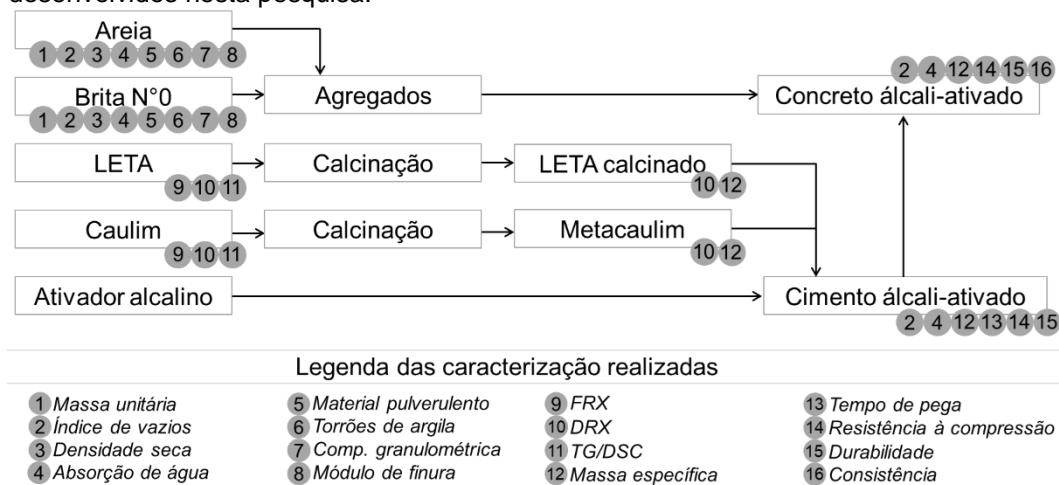 desenvolvidos nesta pesquisa.
Areia
1 2 3 4 5 6 7 8
Brita N°0
1 2 3 4 5 6 7 8
Agregados
2 4 12 14 15 16
Concreto álcali-ativado
LETA
9 10 11
Calcinação
LETA calcinado
10 12
Caulim
9 10 11
Calcinação
Metacaulim
10 12
Ativador alcalino
Cimento álcali-ativado
2 4 12 13 14 15
Legenda das caracterização realizadas
1 Massa unitária
2 Índice de vazios
3 Densidade seca
4 Absorção de água
5 Material pulverulento
6 Torrões de argila
7 Comp. granulométrica
8 Módulo de finura
9 FRX
10 DRX
11 TG/DSC
12 Massa específica
13 Tempo de pega
14 Resistência à compressão
15 Durabilidade
16 Consistência